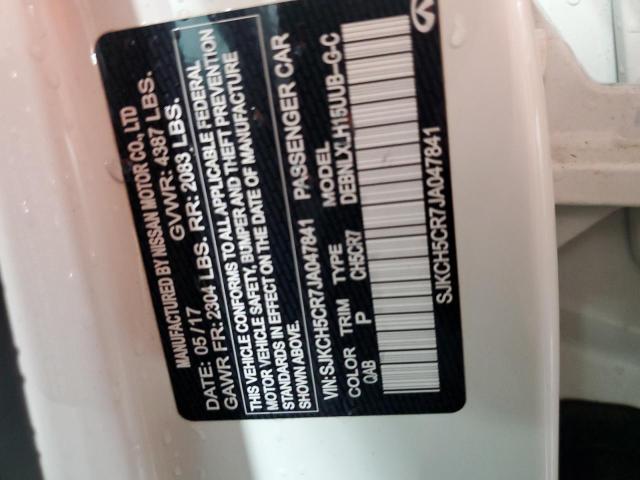 MANUFACTURED BY NISSAN MOTOR CO., LTD
DATE: 05/17 GVWR: 4387 LBS.
GAWR FR: 2304 LBS. RR: 2083 LBS.
THIS VEHICLE CONFORMS TO ALL APPLICABLE FEDERAL
MOTOR VEHICLE SAFETY, BUMPER AND THEFT PREVENTION
STANDARDS IN EFFECT ON THE DATE OF MANUFACTURE
SHOWN ABOVE.
VIN: SJKCH5CR7JA047841 PASSENGER CAR
COLOR TRIM TYPE MODEL
QAB P CH5CR7 DEBNLXLH15UUB-G-C
SJKCH5CR7JA047841